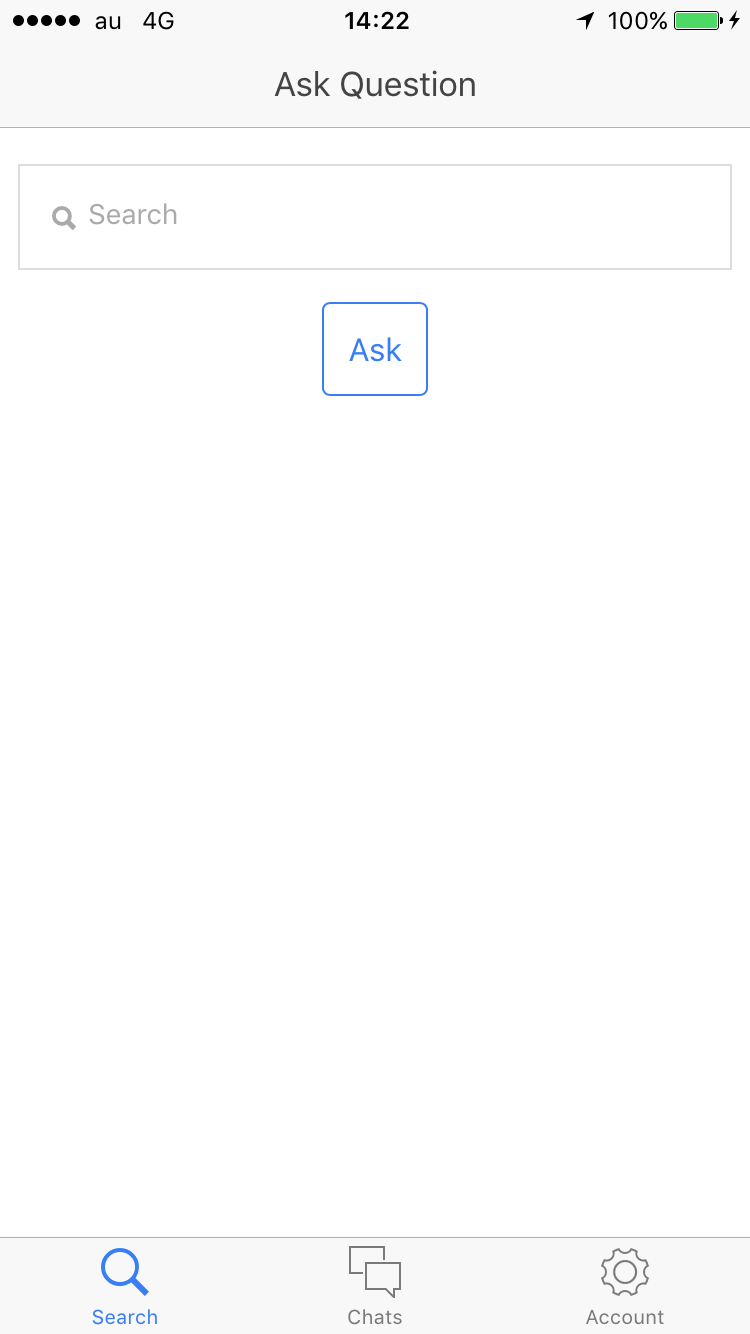 au 4G 14:22 100%
Ask Question
Search
Ask
Search Chats Account